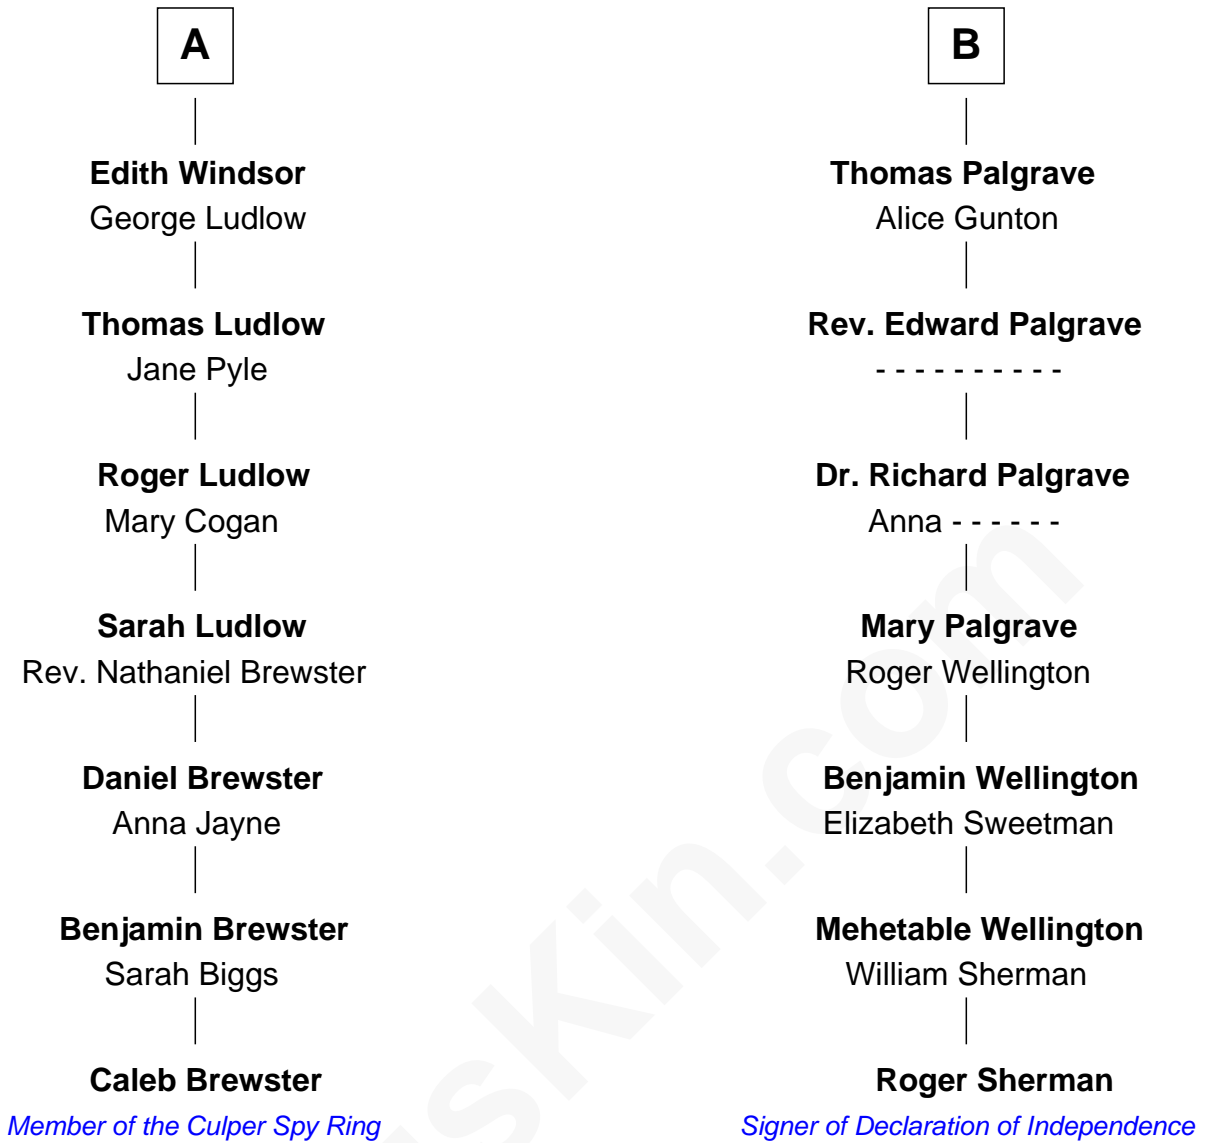 A
Edith Windsor
George Ludlow
Thomas Ludlow
Jane Pyle
Roger Ludlow
Mary Cogan
Sarah Ludlow
Rev. Nathaniel Brewster
Daniel Brewster
Anna Jayne
Benjamin Brewster
Sarah Biggs
Caleb Brewster
Member of the Culper Spy Ring
B
Thomas Palgrave
Alice Gunton
Rev. Edward Palgrave
- - - - - - - - - -
Dr. Richard Palgrave
Anna - - - - - -
Mary Palgrave
Roger Wellington
Benjamin Wellington
Elizabeth Sweetman
Mehetable Wellington
William Sherman
Roger Sherman
Signer of Declaration of Independence